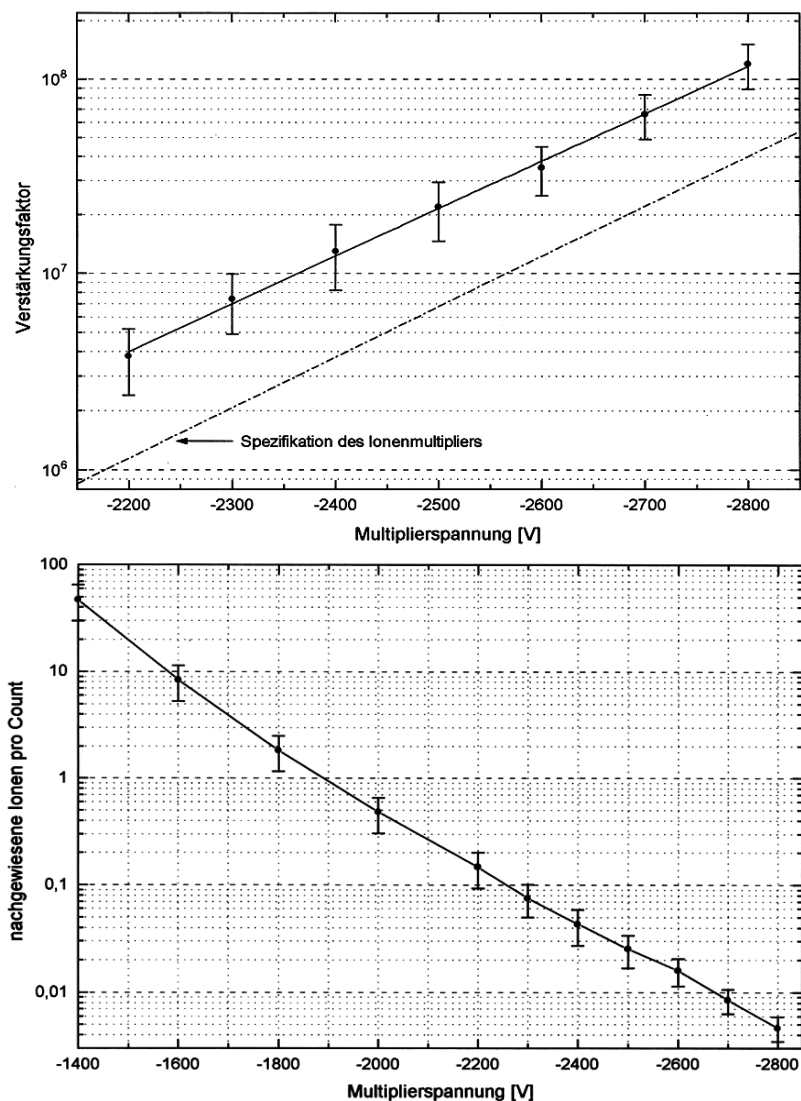 10^8
10^7
10^6
Verstärkungsfaktor
Spezifikation des Ionenmultipliers
-2200 -2300 -2400 -2500 -2600 -2700 -2800
Multiplierspannung [V]
100
10
1
0,1
0,01
nachgewiesene Ionen pro Count
-1400 -1600 -1800 -2000 -2200 -2400 -2600 -2800
Multiplierspannung [V]